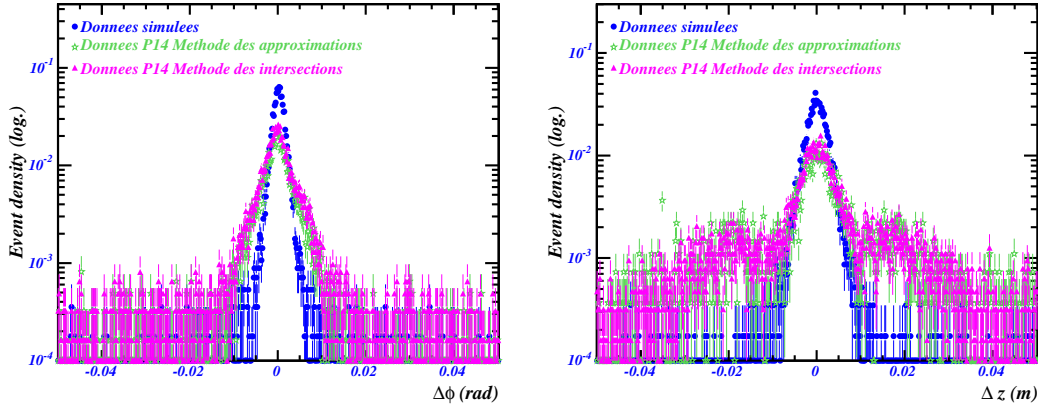 Donnees simulees
Donnees P14 Methode des approximations
Donnees P14 Methode des intersections
Event density (log.)
10^-1
10^-2
10^-3
10^-4
-0.04 -0.02 0 0.02 0.04
Δϕ (rad)
Donnees simulees
Donnees P14 Methode des approximations
Donnees P14 Methode des intersections
Event density (log.)
10^-1
10^-2
10^-3
10^-4
-0.04 -0.02 0 0.02 0.04
Δ z (m)